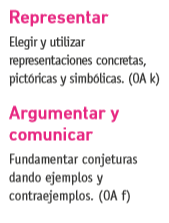 Representar
Elegir y utilizar
representaciones concretas,
pictóricas y simbólicas. (OA k)
Argumentar y
comunicar
Fundamentar conjeturas
dando ejemplos y
contraejemplos. (OA f)